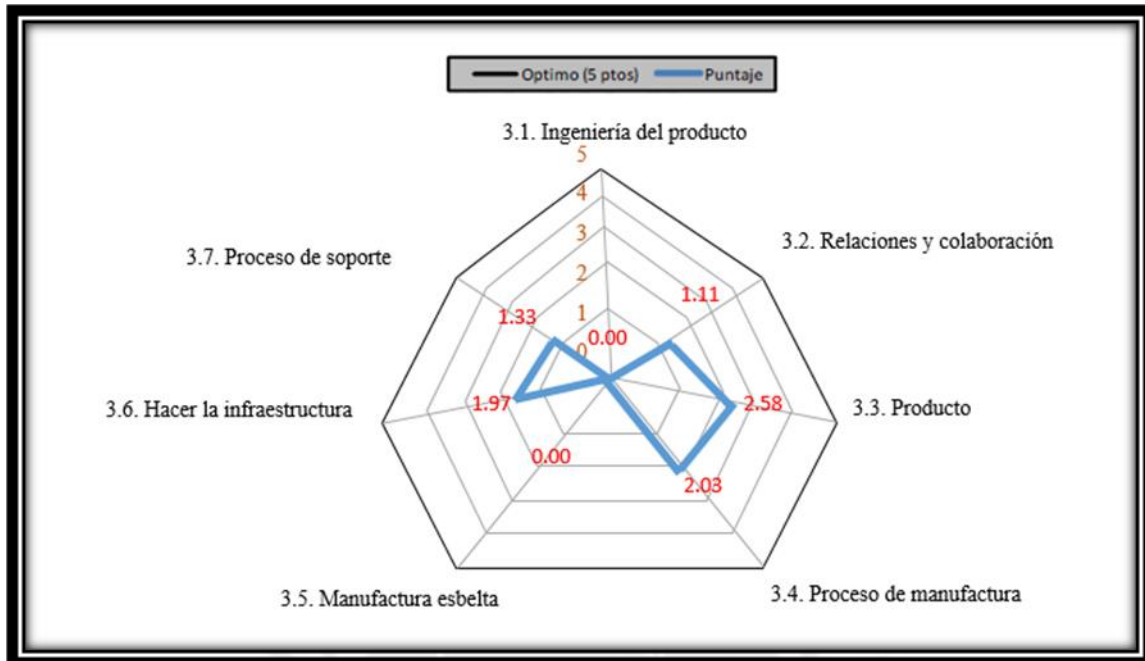 Optimo (5 ptos) Puntaje
3.1. Ingeniería del producto
5
4
3
2
1
0
0.00
3.2. Relaciones y colaboración
1.11
3.3. Producto
2.58
3.4. Proceso de manufactura
2.03
3.5. Manufactura esbelta
0.00
3.6. Hacer la infraestructura
1.97
3.7. Proceso de soporte
1.33